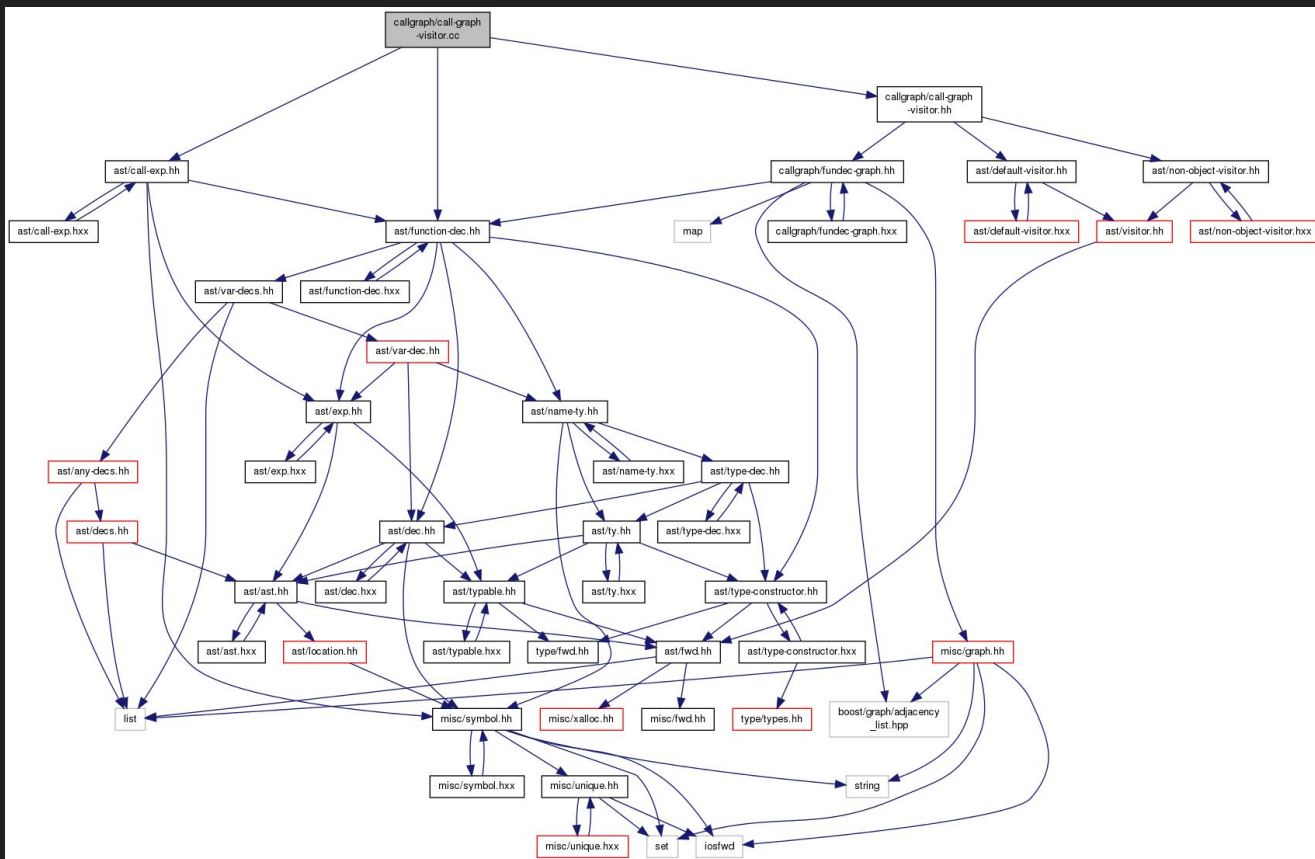 callgraph/call-graph
-visitor.cc
callgraph/call-graph
-visitor.hh
ast/call-exp.hh
callgraph/fundec-graph.hh
ast/default-visitor.hh
ast/non-object-visitor.hh
ast/call-exp.hxx
ast/function-dec.hh
map
callgraph/fundec-graph.hxx
ast/default-visitor.hxx
ast/visitor.hh
ast/non-object-visitor.hxx
ast/var-decs.hh
ast/function-dec.hxx
ast/var-dec.hh
ast/exp.hh
ast/name-ty.hh
ast/any-decs.hh
ast/exp.hxx
ast/name-ty.hxx
ast/type-dec.hh
ast/decs.hh
ast/dec.hh
ast/ty.hh
ast/type-dec.hxx
ast/ast.hh
ast/dec.hxx
ast/typable.hh
ast/ty.hxx
ast/type-constructor.hh
ast/ast.hxx
ast/location.hh
ast/typable.hxx
type/fwd.hh
ast/fwd.hh
ast/type-constructor.hxx
misc/graph.hh
list
misc/symbol.hh
misc/xalloc.hh
misc/fwd.hh
type/types.hh
boost/graph/adjacency
_list.hpp
misc/symbol.hxx
misc/unique.hh
string
misc/unique.hxx
set
iosfwd